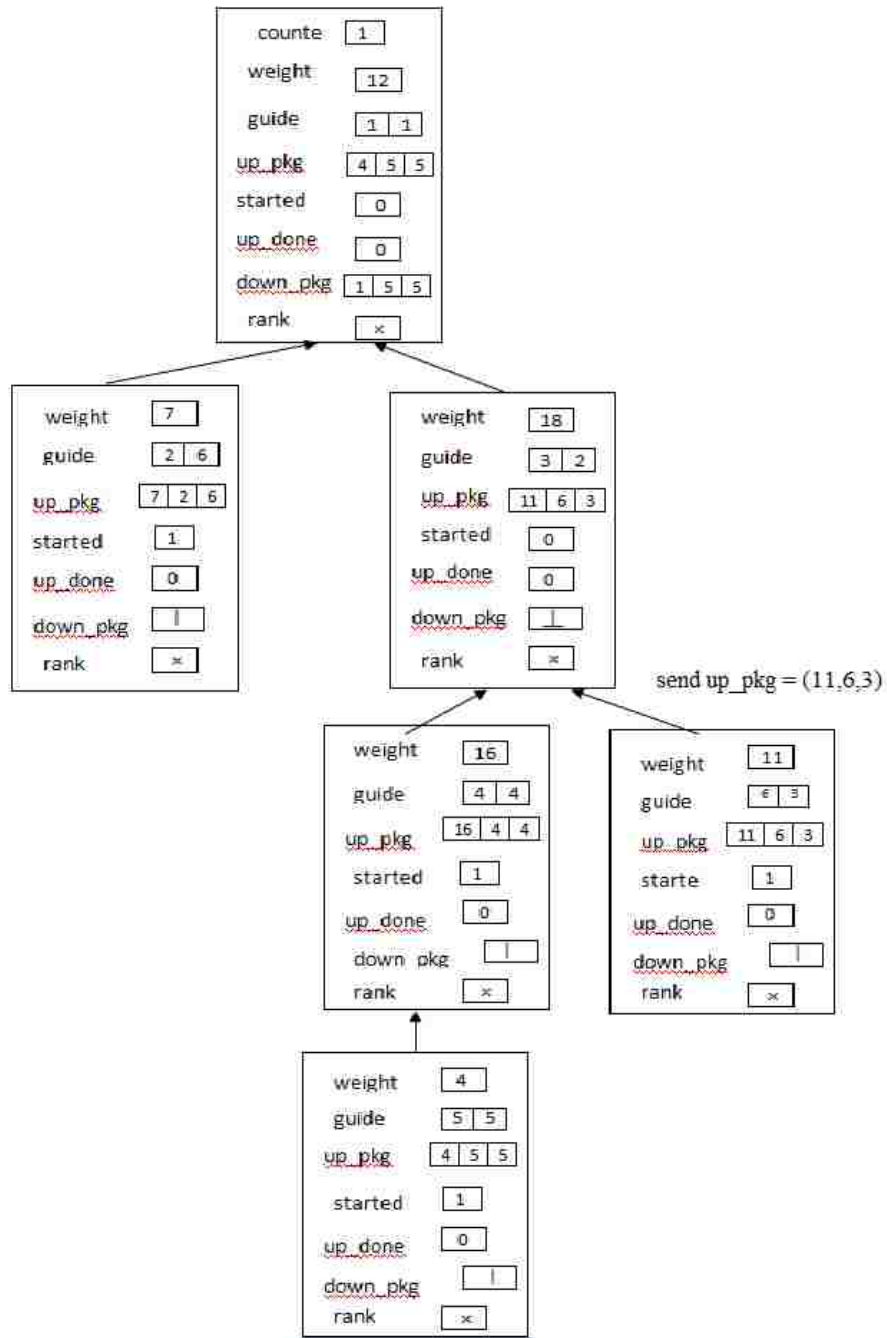 counte 1
weight 12
guide 1 1
up_pkg 4 5 5
started 0
up_done 0
down_pkg 1 5 5
rank ×
weight 7
guide 2 6
up_pkg 7 2 6
started 1
up_done 0
down_pkg
rank ×
weight 18
guide 3 2
up_pkg 11 6 3
started 0
up_done 0
down_pkg ⊥
rank ×
send up_pkg = (11,6,3)
weight 16
guide 4 4
up_pkg 16 4 4
started 1
up_done 0
down pkg
rank ×
weight 11
guide 6 3
up_pkg 11 6 3
starte 1
up_done 0
down_pkg
rank ×
weight 4
guide 5 5
up_pkg 4 5 5
started 1
up_done 0
down_pkg
rank ×